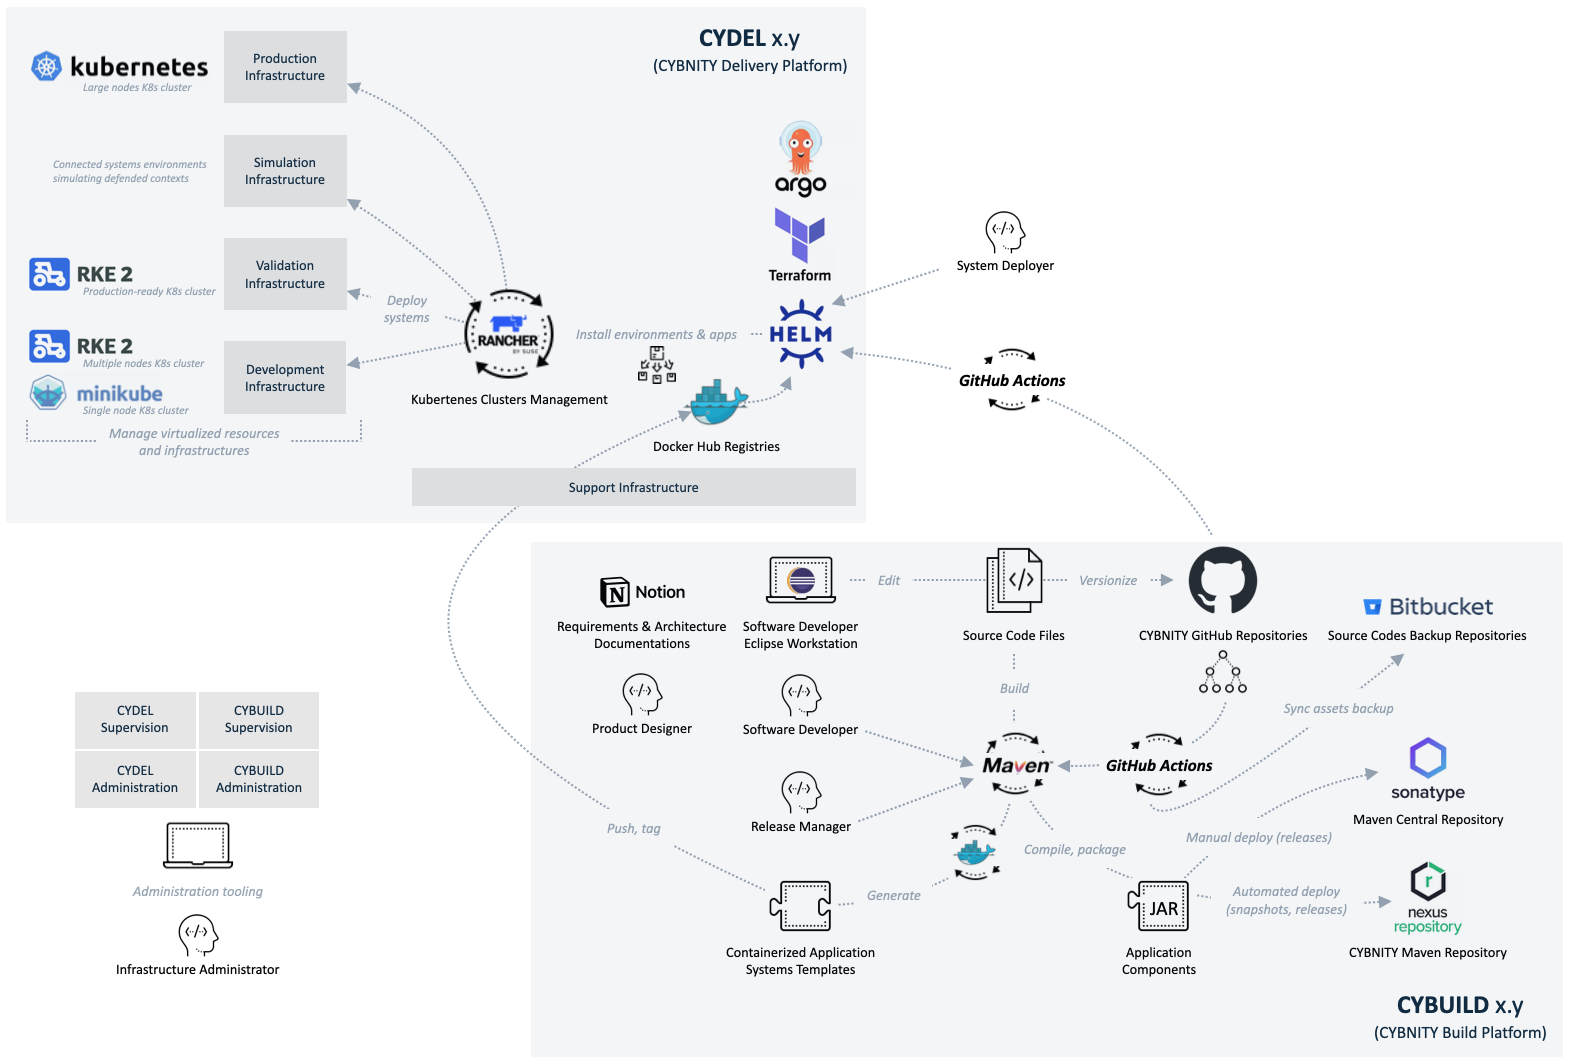 CYDEL x.y
(CYBNITY Delivery Platform)
kubernetes
Large nodes K8s cluster
Production
Infrastructure
Connected systems environments
simulating defended contexts
Simulation
Infrastructure
RKE 2
Production-ready K8s cluster
Validation
Infrastructure
RKE 2
Multiple nodes K8s cluster
minikube
Single node K8s cluster
Development
Infrastructure
Manage virtualized resources
and infrastructures
Deploy
systems
RANCHER
BY SUSE
Kubertenes Clusters Management
Install environments & apps
argo
Terraform
HELM
Docker Hub Registries
Support Infrastructure
System Deployer
GitHub Actions
N
Notion
Requirements & Architecture
Documentations
Software Developer
Eclipse Workstation
Edit
Source Code Files
Versionize
CYBNITY GitHub Repositories
Bitbucket
Source Codes Backup Repositories
Product Designer
Software Developer
Build
Sync assets backup
Maven
GitHub Actions
sonatype
Maven Central Repository
Release Manager
Push, tag
Compile, package
Manual deploy (releases)
Generate
JAR
Automated deploy
(snapshots, releases)
r
nexus
repository
CYBNITY Maven Repository
Containerized Application
Systems Templates
Application
Components
CYBUILD x.y
(CYBNITY Build Platform)
CYDEL
Supervision
CYBUILD
Supervision
CYDEL
Administration
CYBUILD
Administration
Administration tooling
Infrastructure Administrator